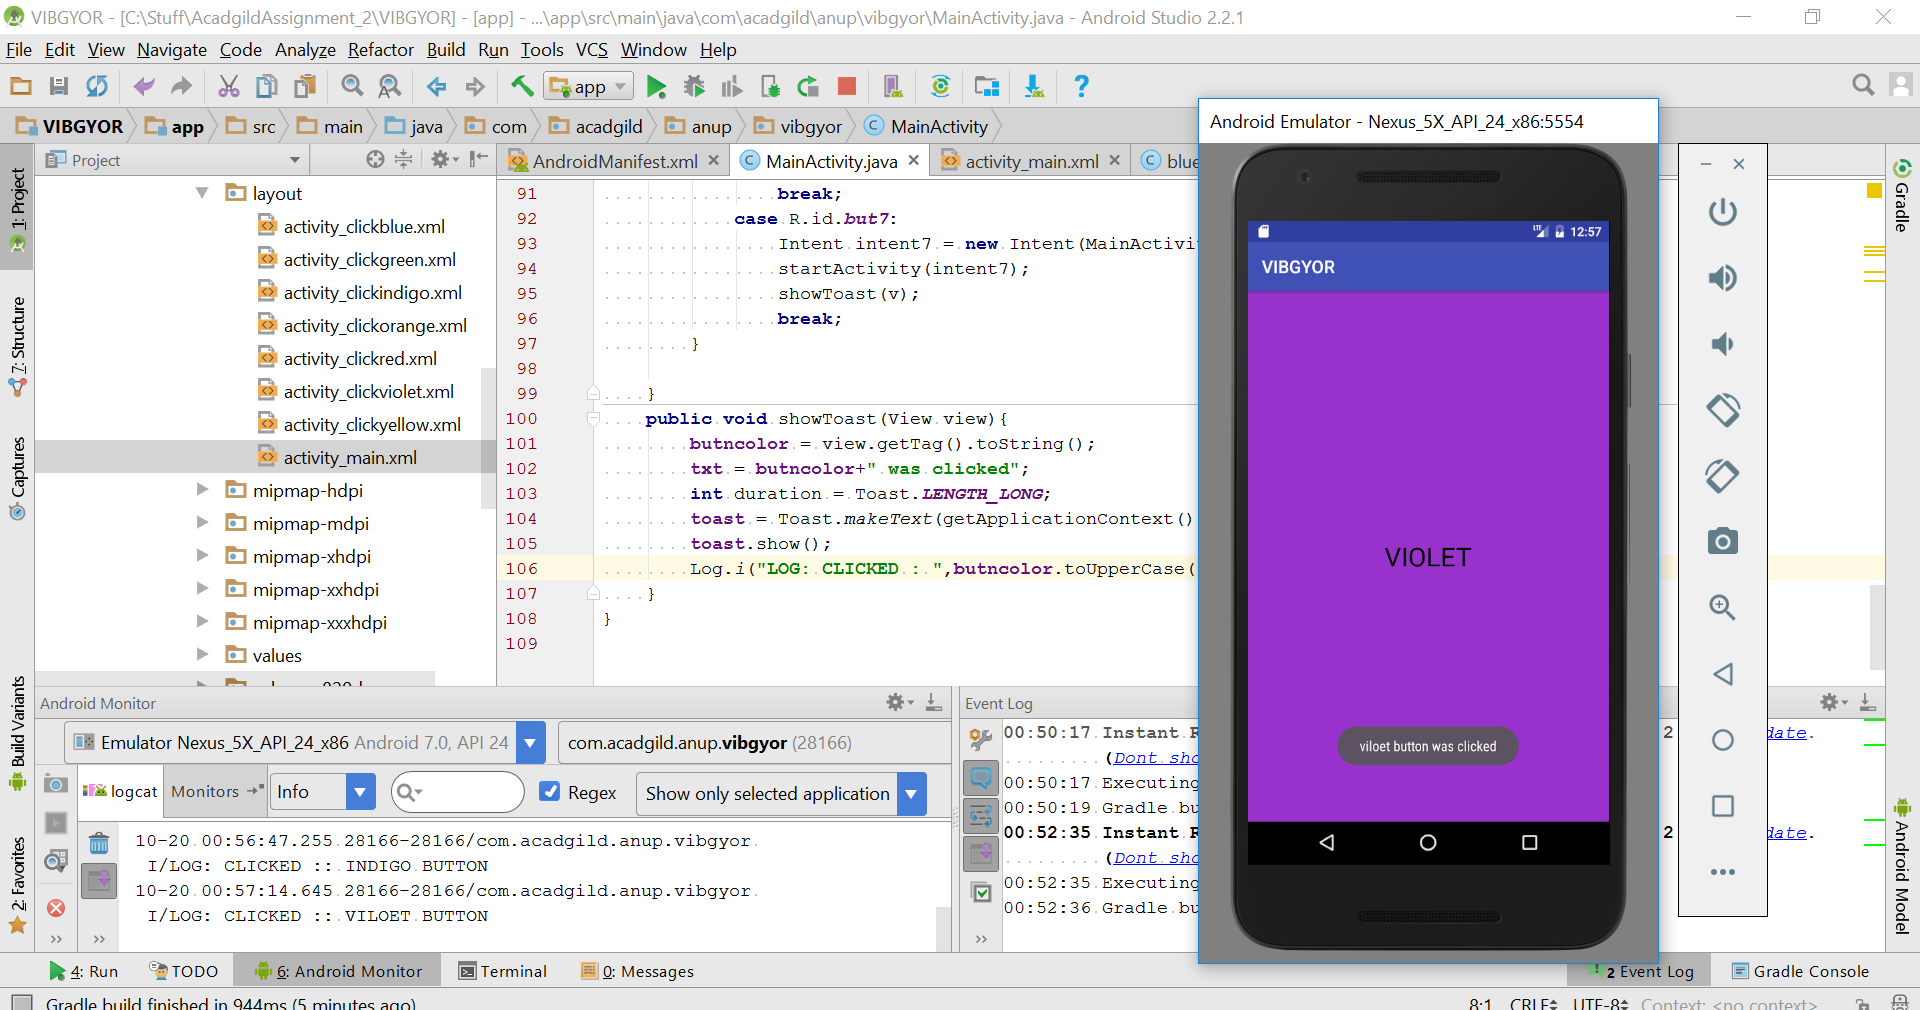 VIBGYOR - [C:\Stuff\AcadgildAssignment_2\VIBGYOR] - [app] - ...\app\src\main\java\com\acadgild\anup\vibgyor\MainActivity.java - Android Studio 2.2.1
File Edit View Navigate Code Analyze Refactor Build Run Tools VCS Window Help
app
VIBGYOR app src main java com acadgild anup vibgyor MainActivity
Project
AndroidManifest.xml MainActivity.java activity_main.xml blue
1: Project
7: Structure
Captures
Build Variants
2: Favorites
layout
activity_clickblue.xml
activity_clickgreen.xml
activity_clickindigo.xml
activity_clickorange.xml
activity_clickred.xml
activity_clickviolet.xml
activity_clickyellow.xml
activity_main.xml
mipmap-hdpi
mipmap-mdpi
mipmap-xhdpi
mipmap-xxhdpi
mipmap-xxxhdpi
values
91 break;
92 case R.id.but7:
93 Intent intent7 = new Intent(MainActivi
94 startActivity(intent7);
95 showToast(v);
96 break;
97 }
98
99 }
100 public void showToast(View view){
101 butncolor = view.getTag().toString();
102 txt = butncolor+" was clicked";
103 int duration = Toast.LENGTH_LONG;
104 toast = Toast.makeText(getApplicationContext()
105 toast.show();
106 Log.i("LOG: CLICKED : ",butncolor.toUpperCase(
107 }
108 }
109
Android Emulator - Nexus_5X_API_24_x86:5554
LTE 12:57
VIBGYOR
VIOLET
viloet button was clicked
Gradle
Android Model
Android Monitor
Emulator Nexus_5X_API_24_x86 Android 7.0, API 24
com.acadgild.anup.vibgyor (28166)
logcat Monitors Info Regex Show only selected application
10-20 00:56:47.255 28166-28166/com.acadgild.anup.vibgyor
I/LOG: CLICKED :: INDIGO BUTTON
10-20 00:57:14.645 28166-28166/com.acadgild.anup.vibgyor
I/LOG: CLICKED :: VILOET BUTTON
Event Log
00:50:17 Instant R 2 date.
(Dont sho
00:50:17 Executing
00:50:19 Gradle bu
00:52:35 Instant R 2 date.
(Dont sho
00:52:35 Executing
00:52:36 Gradle bu
4: Run TODO 6: Android Monitor Terminal 0: Messages 2 Event Log Gradle Console
Gradle build finished in 944ms (5 minutes ago) 8:1 CRLF UTF-8 Context: <no context>